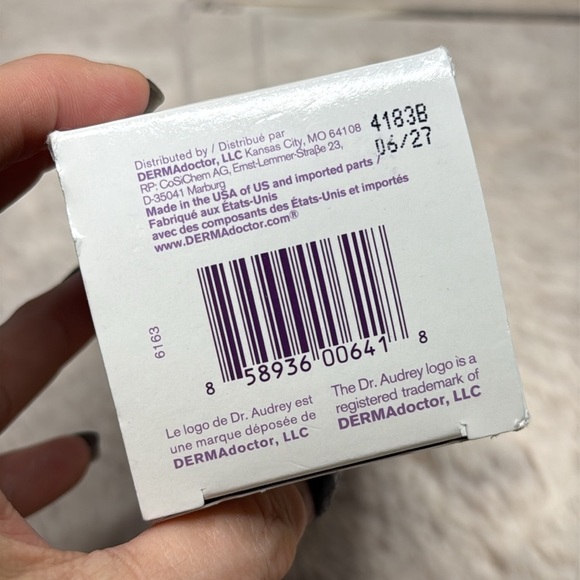 Distributed by / Distribué par
DERMAdoctor, LLC Kansas City, MO 64108
RP: CoSiChem AG, Ernst-Lemmer-Straße 23,
D-35041 Marburg
Made in the USA of US and imported parts /
Fabriqué aux États-Unis
avec des composants des États-Unis et importés
www.DERMAdoctor.com®
4183B
06/27
6163
8 58936 00641 8
Le logo de Dr. Audrey est
une marque déposée de
DERMAdoctor, LLC
The Dr. Audrey logo is a
registered trademark of
DERMAdoctor, LLC